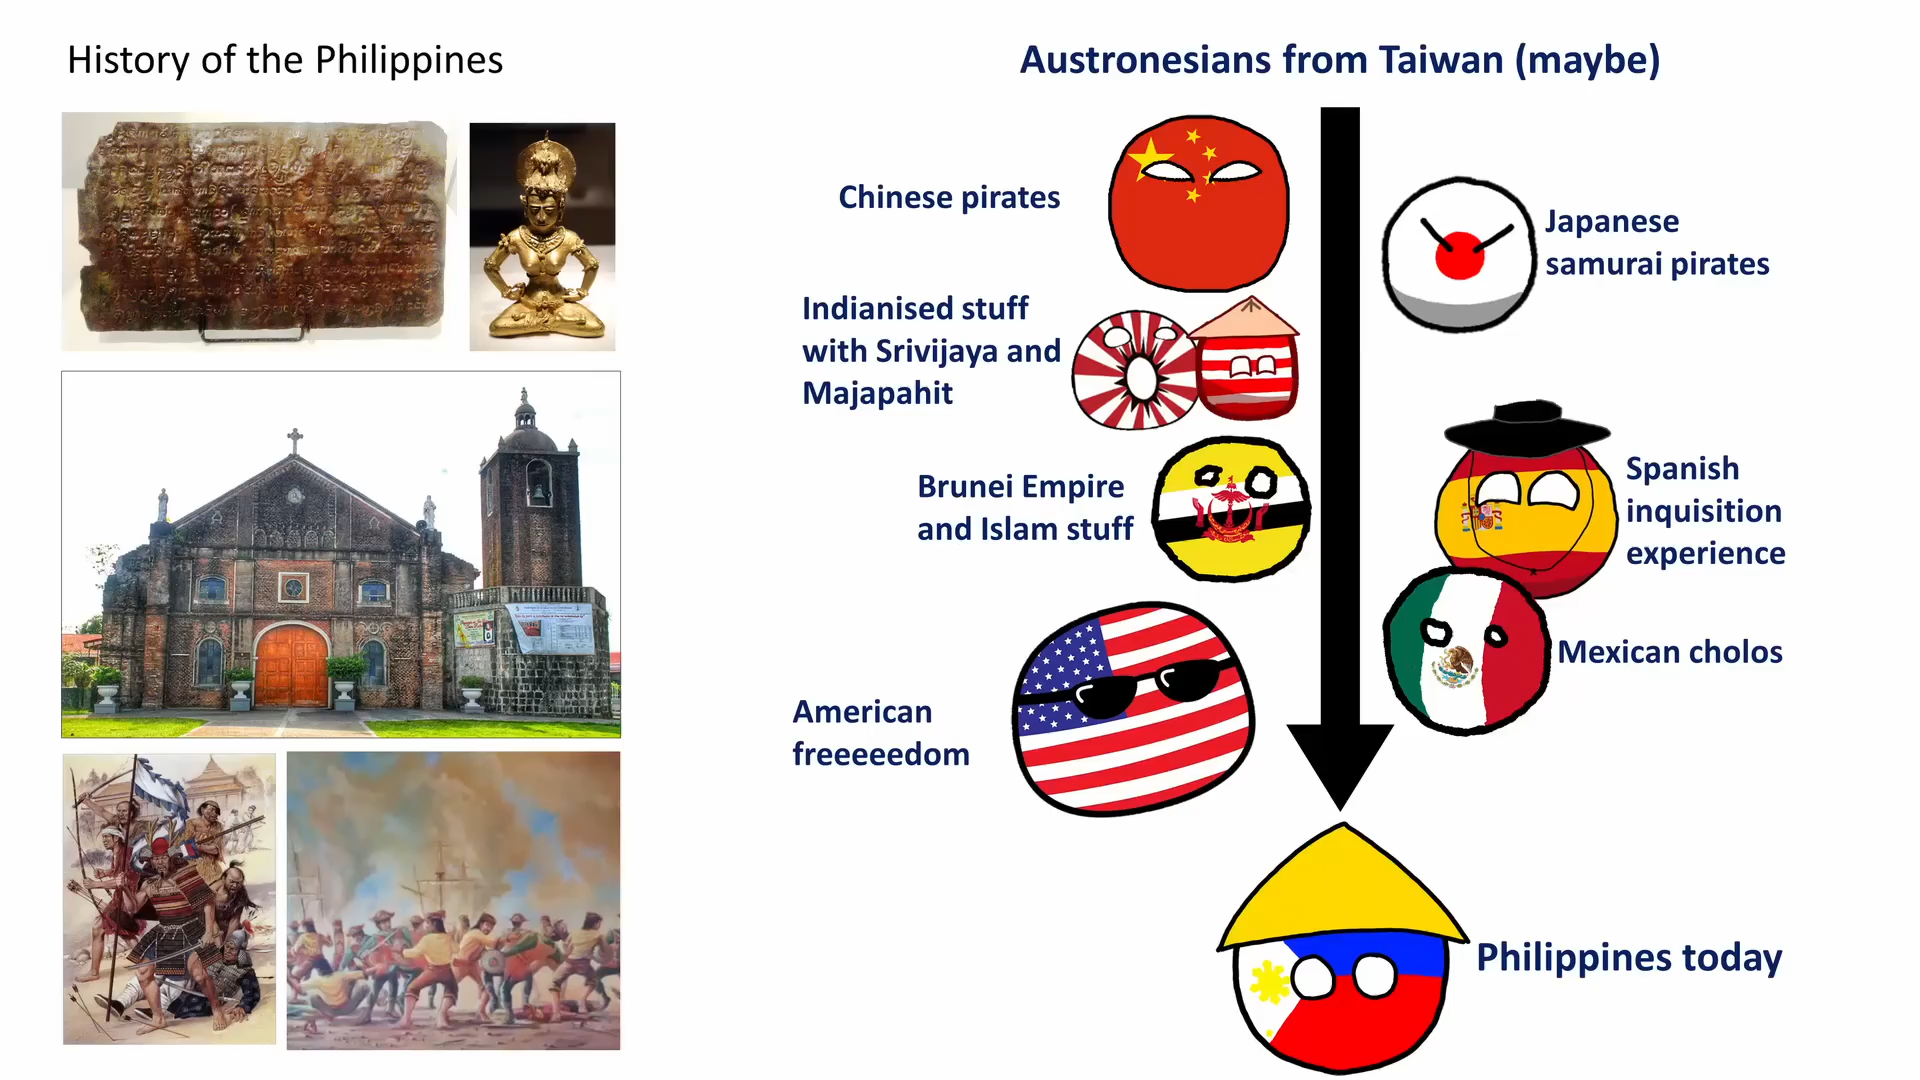 History of the Philippines
Austronesians from Taiwan (maybe)
Chinese pirates
Japanese
samurai pirates
Indianised stuff
with Srivijaya and
Majapahit
Brunei Empire
and Islam stuff
Spanish
inquisition
experience
Mexican cholos
American
freeeeedom
Philippines today